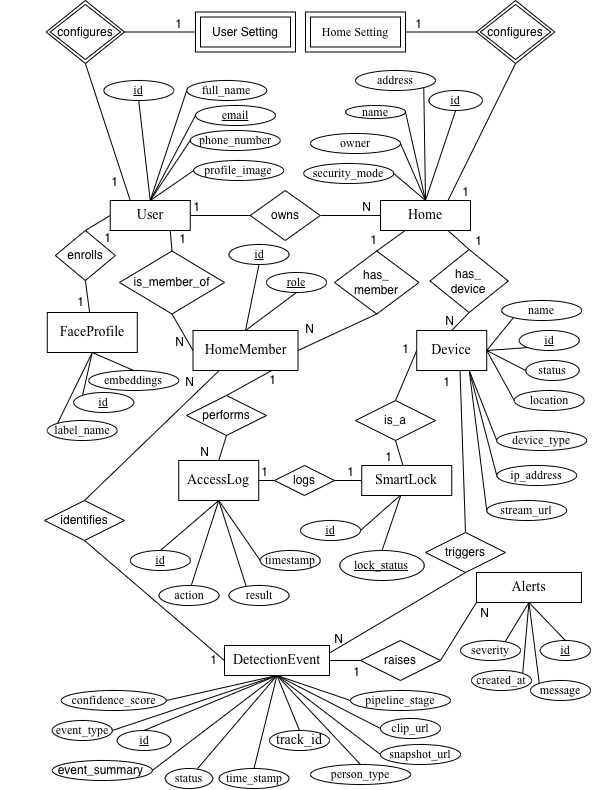 configures
1
User Setting
Home Setting
1
configures
address
id
full_name
id
name
email
phone_number
owner
profile_image
security_mode
1
1
User
1
owns
N
Home
1
1
1
1
enrolls
id
is_member_of
has_
member
has_
device
role
1
name
N
FaceProfile
N
id
N
HomeMember
1
Device
status
embeddings
N
1
1
location
id
performs
is_a
label_name
device_type
N
1
AccessLog
1
logs
1
SmartLock
ip_address
stream_url
identifies
id
triggers
id
timestamp
lock_status
Alerts
action
result
N
N
severity
id
1
DetectionEvent
1
raises
created_at
message
confidence_score
pipeline_stage
event_type
id
track_id
clip_url
snapshot_url
event_summary
status
time_stamp
person_type